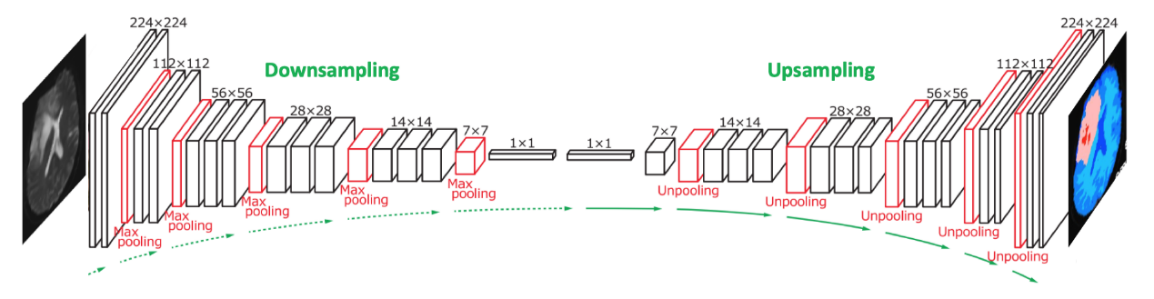 224×224
112×112
56×56
28×28
14×14
7×7
1×1
1×1
7×7
14×14
28×28
56×56
112×112
224×224
Downsampling
Upsampling
Max
pooling
Max
pooling
Max
pooling
Max
pooling
Max
pooling
Unpooling
Unpooling
Unpooling
Unpooling
Unpooling